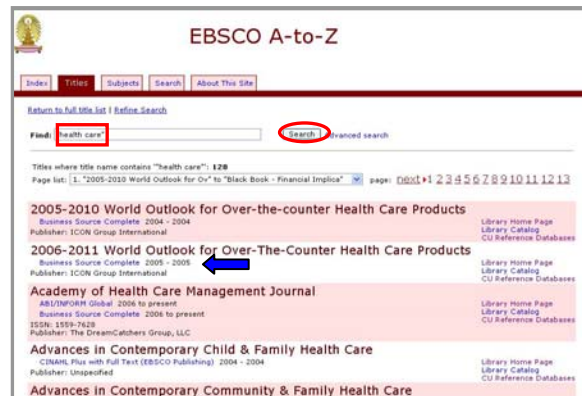 EBSCO A-to-Z
Index Titles Subjects Search About This Site
Return to full title list | Refine Search
Find: "health care" Search Advanced search
Titles where title name contains '"health care"': 128
Page list: 1. "2005-2010 World Outlook for Ov" to "Black Book - Financial Implica" page: next 1 2 3 4 5 6 7 8 9 10 11 12 13
2005-2010 World Outlook for Over-the-counter Health Care Products
Business Source Complete 2004 - 2004 Library Home Page
Publisher: ICON Group International Library Catalog
CU Reference Databases
2006-2011 World Outlook for Over-The-Counter Health Care Products
Business Source Complete 2005 - 2005 Library Home Page
Publisher: ICON Group International Library Catalog
CU Reference Databases
Academy of Health Care Management Journal
ABI/INFORM Global 2006 to present Library Home Page
Business Source Complete 2006 to present Library Catalog
ISSN: 1559-7628 CU Reference Databases
Publisher: The DreamCatchers Group, LLC
Advances in Contemporary Child & Family Health Care
CINAHL Plus with Full Text (EBSCO Publishing) 2004 - 2004 Library Home Page
Publisher: Unspecified Library Catalog
CU Reference Databases
Advances in Contemporary Community & Family Health Care